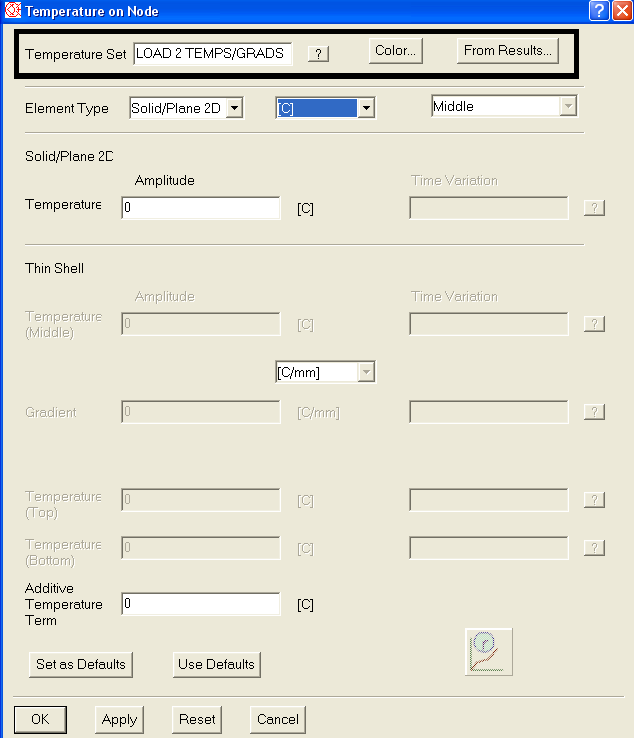 Temperature on Node
Temperature Set LOAD 2 TEMPS/GRADS ? Color... From Results...
Element Type Solid/Plane 2D [C] Middle
Solid/Plane 2D
Amplitude Time Variation
Temperature 0 [C] ?
Thin Shell
Amplitude Time Variation
Temperature (Middle) 0 [C] ?
[C/mm]
Gradient 0 [C/mm] ?
Temperature (Top) 0 [C] ?
Temperature (Bottom) 0 [C] ?
Additive Temperature Term 0 [C]
Set as Defaults Use Defaults
OK Apply Reset Cancel